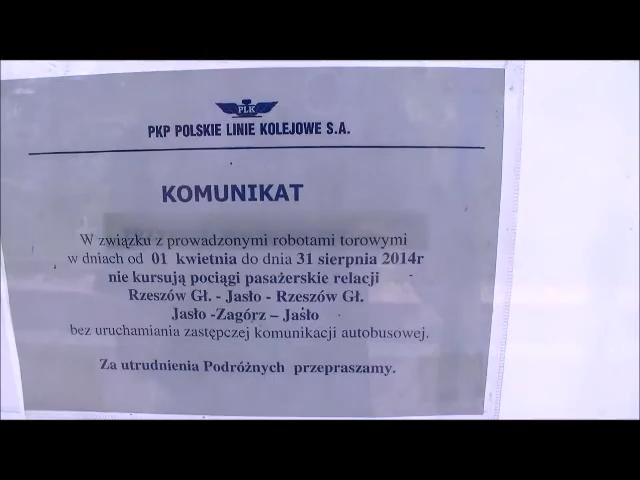 PLK
PKP POLSKIE LINIE KOLEJOWE S.A.
KOMUNIKAT
W związku z prowadzonymi robotami torowymi
w dniach od 01 kwietnia do dnia 31 sierpnia 2014r
nie kursują pociągi pasażerskie relacji
Rzeszów Gł. - Jasło - Rzeszów Gł.
Jasło -Zagórz – Jasło
bez uruchamiania zastępczej komunikacji autobusowej.
Za utrudnienia Podróżnych przepraszamy.